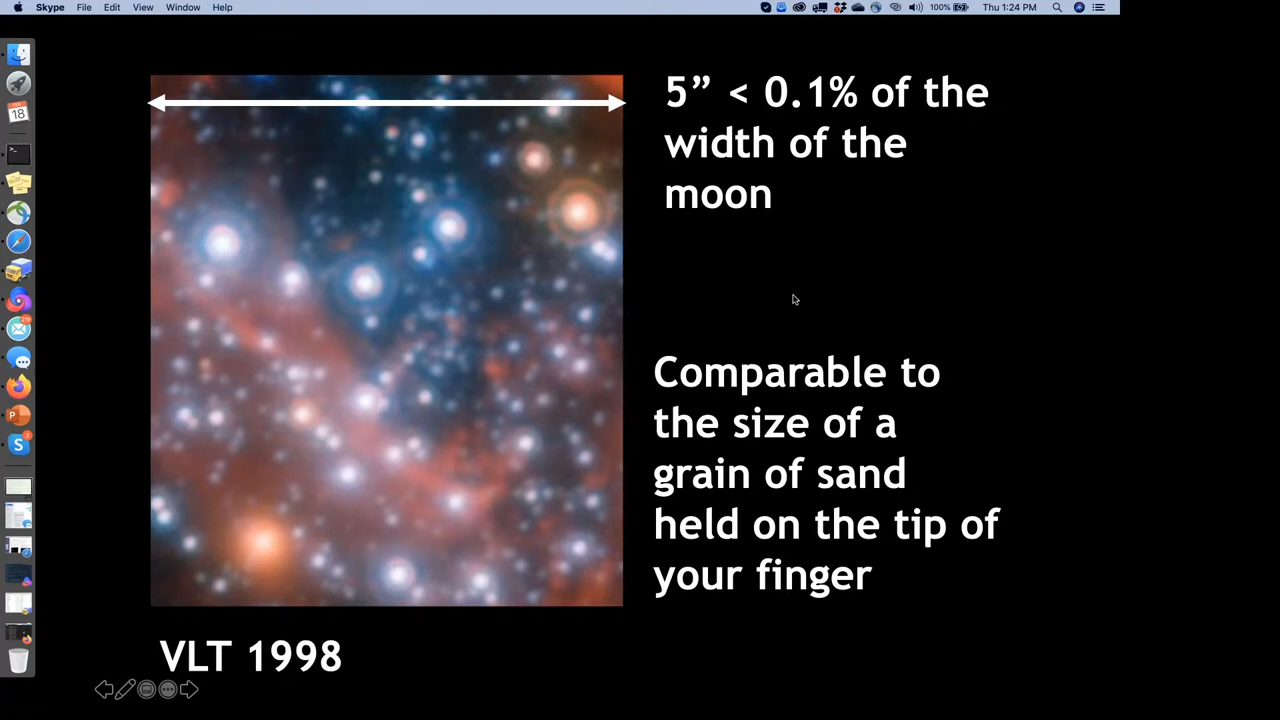 Skype File Edit View Window Help 100% Thu 1:24 PM
18
5” < 0.1% of the
width of the
moon
Comparable to
the size of a
grain of sand
held on the tip of
your finger
VLT 1998